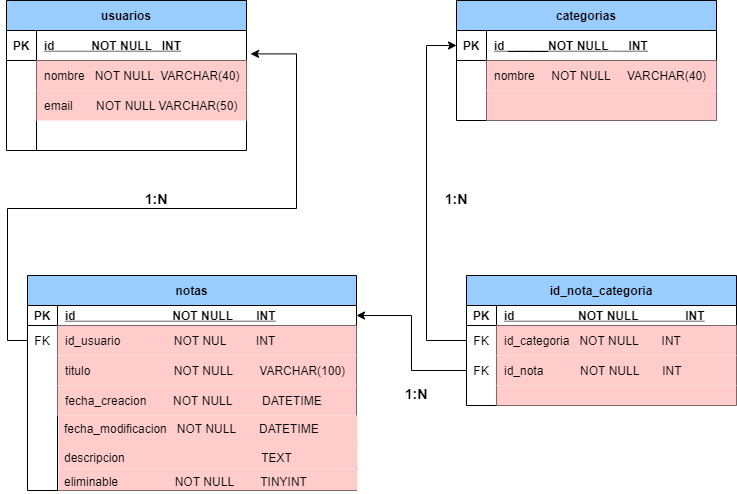 usuarios
PK id NOT NULL INT
nombre NOT NULL VARCHAR(40)
email NOT NULL VARCHAR(50)
categorias
PK id ______NOT NULL INT
nombre NOT NULL VARCHAR(40)
1:N
1:N
notas
PK id NOT NULL INT
FK id_usuario NOT NUL INT
titulo NOT NULL VARCHAR(100)
fecha_creacion NOT NULL DATETIME
fecha_modificacion NOT NULL DATETIME
descripcion TEXT
eliminable NOT NULL TINYINT
1:N
id_nota_categoria
PK id NOT NULL INT
FK id_categoria NOT NULL INT
FK id_nota NOT NULL INT